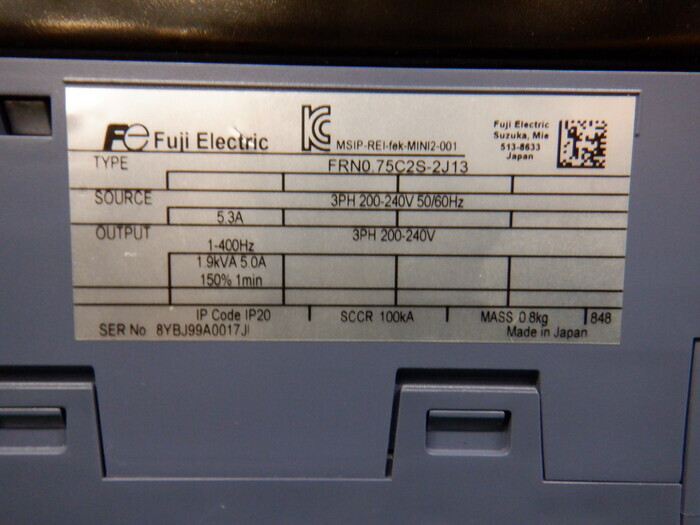 Fe Fuji Electric
MSIP-REI-fek-MINI2-001
Fuji Electric
Suzuka, Mie
513-8633
Japan
TYPE FRN0.75C2S-2J13
SOURCE 3PH 200-240V 50/60Hz
5.3A
OUTPUT 3PH 200-240V
1-400Hz
1.9kVA 5.0A
150% 1min
IP Code IP20 SCCR 100kA MASS 0.8kg 848
SER No. 8YBJ99A0017J Made in Japan